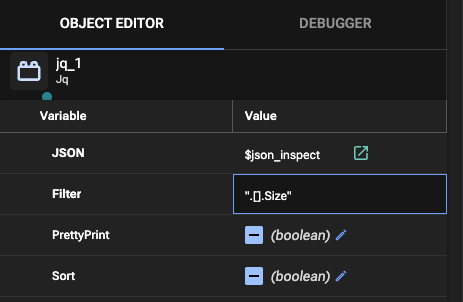 OBJECT EDITOR DEBUGGER
jq_1
Jq
Variable Value
JSON $json_inspect
Filter ".[].Size"
PrettyPrint (boolean)
Sort (boolean)